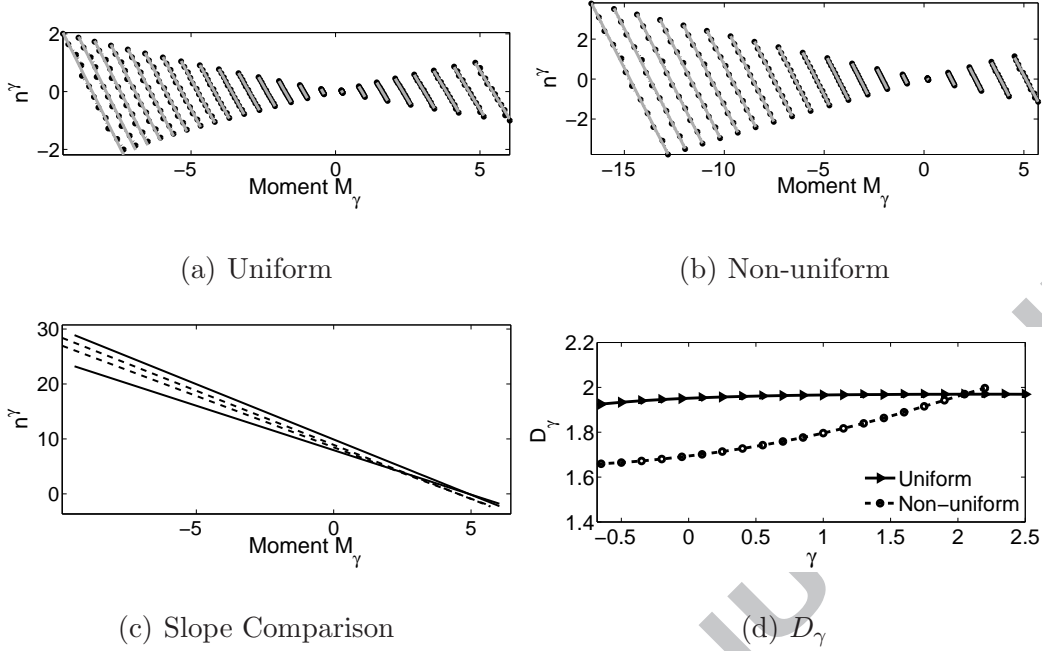 2
0
−2
n^γ
−5
0
5
Moment M_γ
(a) Uniform
2
0
−2
n^γ
−15
−10
−5
0
5
Moment M_γ
(b) Non-uniform
30
20
10
0
n^γ
−5
0
5
Moment M_γ
(c) Slope Comparison
2.2
2
1.8
1.6
1.4
D_γ
Uniform
Non−uniform
−0.5
0
0.5
1
1.5
2
2.5
γ
(d) D_γ